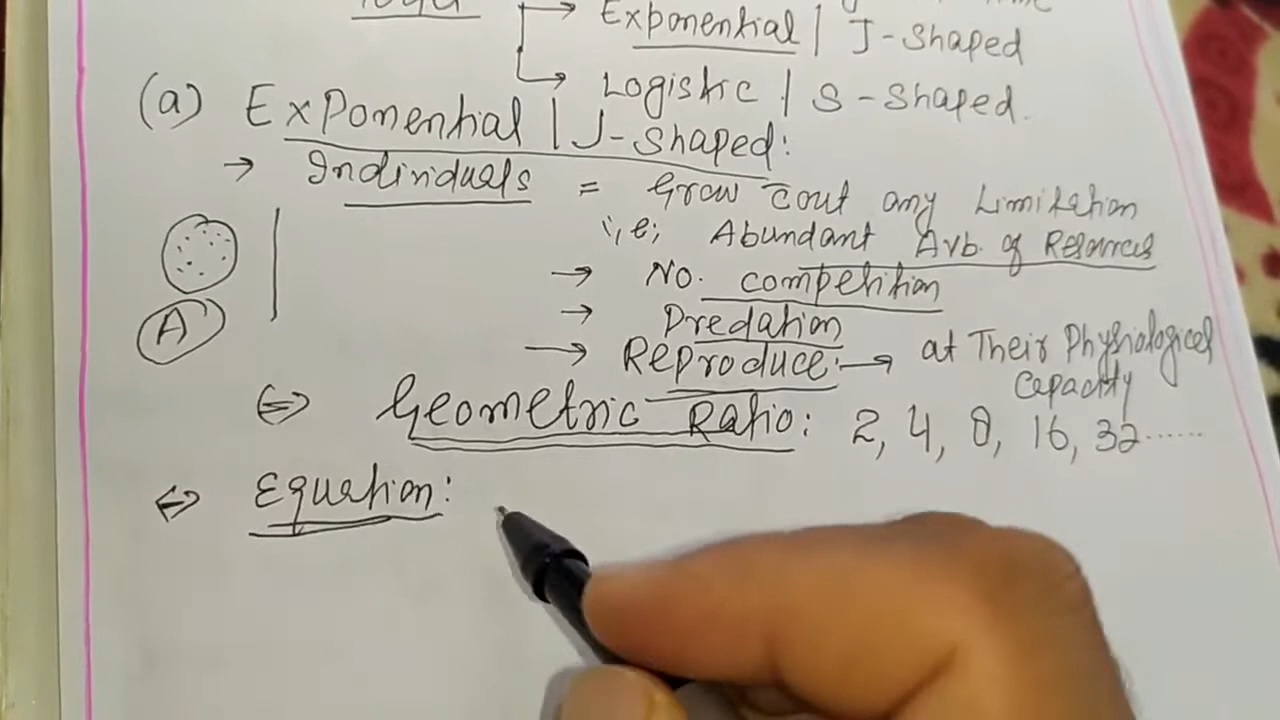 → Exponential | J-Shaped
→ Logistic | S-Shaped.
(a) Exponential | J-Shaped:
→ Individuals = Grow c̄out any Limitation
i,e; Abundant Avb. of Resources
→ No. competition
→ Predation
→ Reproduce: → at Their Physiological
Capacity
A
⇔ Geometric Ratio: 2, 4, 8, 16, 32......
⇔ Equation: